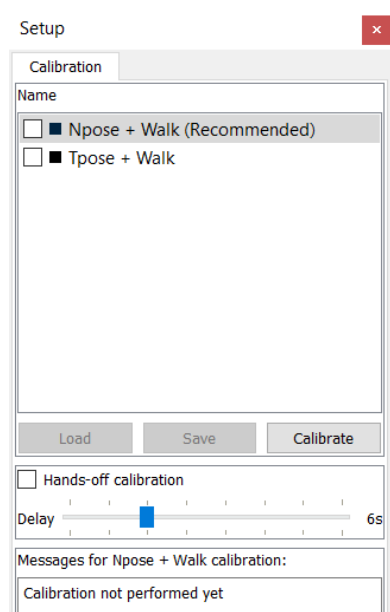 Setup
Calibration
Name
Npose + Walk (Recommended)
Tpose + Walk
Load Save Calibrate
Hands-off calibration
Delay 6s
Messages for Npose + Walk calibration:
Calibration not performed yet